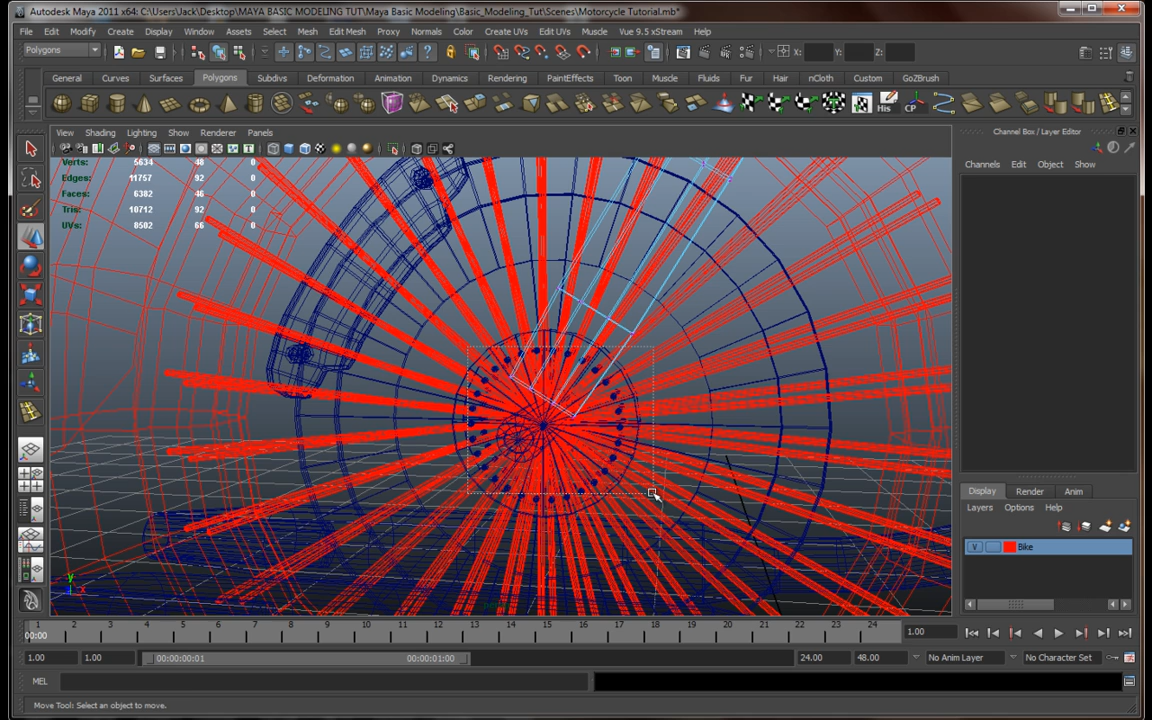 Autodesk Maya 2011 x64: C:\Users\Jack\Desktop\MAYA BASIC MODELING TUT\Maya Basic Modeling\Basic_Modeling_Tut\Scenes\Motorcycle Tutorial.mb*
File Edit Modify Create Display Window Assets Select Mesh Edit Mesh Proxy Normals Color Create UVs Edit UVs Muscle Vue 9.5 xStream Help
Polygons X: Y: Z:
General Curves Surfaces Polygons Subdivs Deformation Animation Dynamics Rendering PaintEffects Toon Muscle Fluids Fur Hair nCloth Custom GoZBrush
His CP
Channel Box / Layer Editor
View Shading Lighting Show Renderer Panels
Channels Edit Object Show
Verts: 5634 48 0
Edges: 11757 92 0
Faces: 6382 46 0
Tris: 10712 92 0
UVs: 8502 66 0
Display Render Anim
Layers Options Help
V Bike
y
1 2 3 4 5 6 7 8 9 10 11 12 13 14 15 16 17 18 19 20 21 22 23 24
00:00 1.00
1.00 1.00 00:00:00:01 00:00:01:00 24.00 48.00 No Anim Layer No Character Set
MEL
Move Tool: Select an object to move.